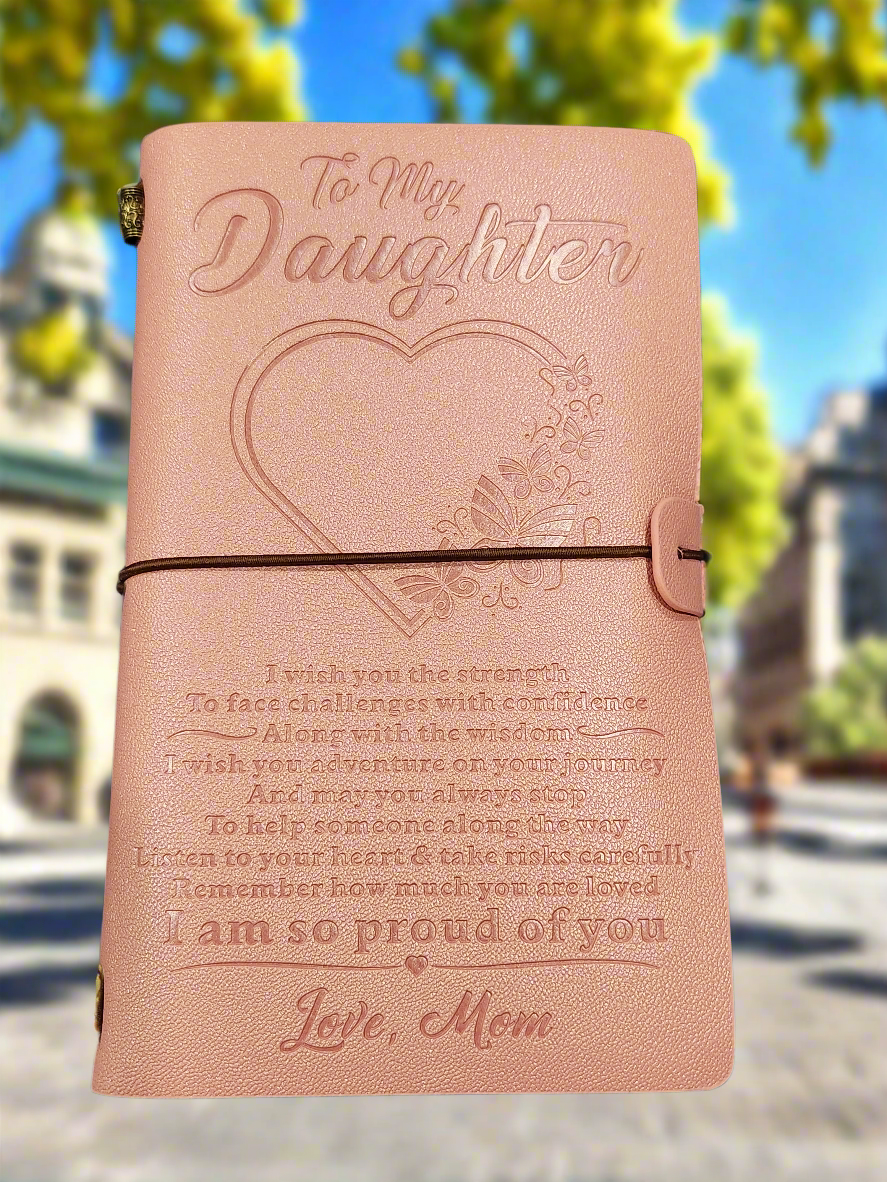 To My
Daughter
I wish you the strength
To face challenges with confidence
Along with the wisdom
I wish you adventure on your journey
And may you always stop
To help someone along the way
Listen to your heart & take risks carefully
Remember how much you are loved
I am so proud of you
Love, Mom